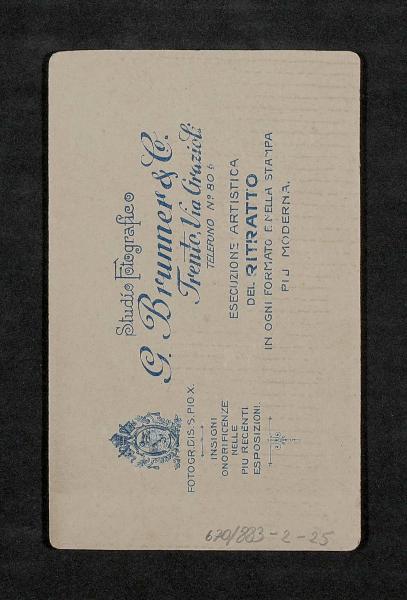 Studio Fotografico
G. Brunner & C.
Trento, Via Grazioli
TELEFONO Nº 80 b
ESECUZIONE ARTISTICA
DEL RITRATTO
IN OGNI FORMATO E NELLA STAMPA
PIU MODERNA.
FOTOGR. DI S. S. PIO X.
INSIGNI
ONORIFICENZE
NELLE
PIU RECENTI
ESPOSIZIONI.
670/383-2-25